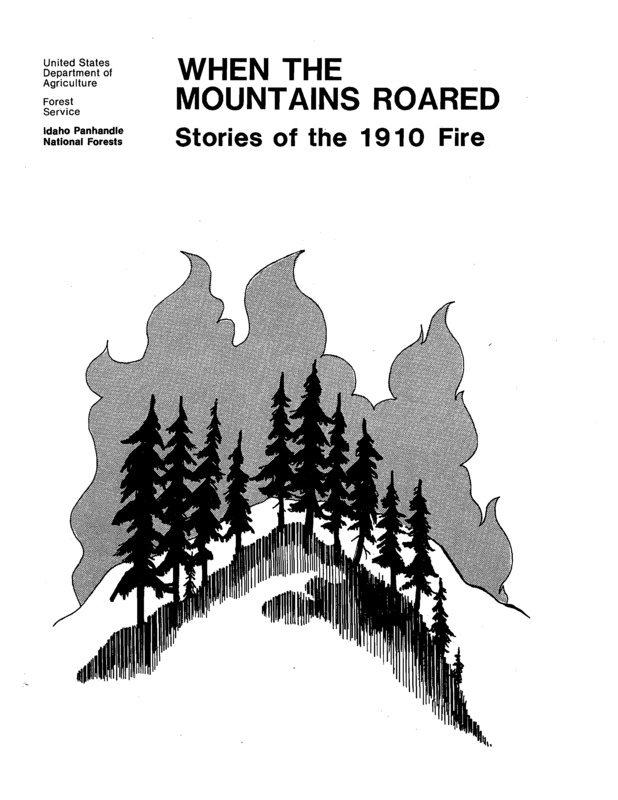 United States
Department of
Agriculture
Forest
Service
Idaho Panhandle
National Forests
WHEN THE
MOUNTAINS ROARED
Stories of the 1910 Fire